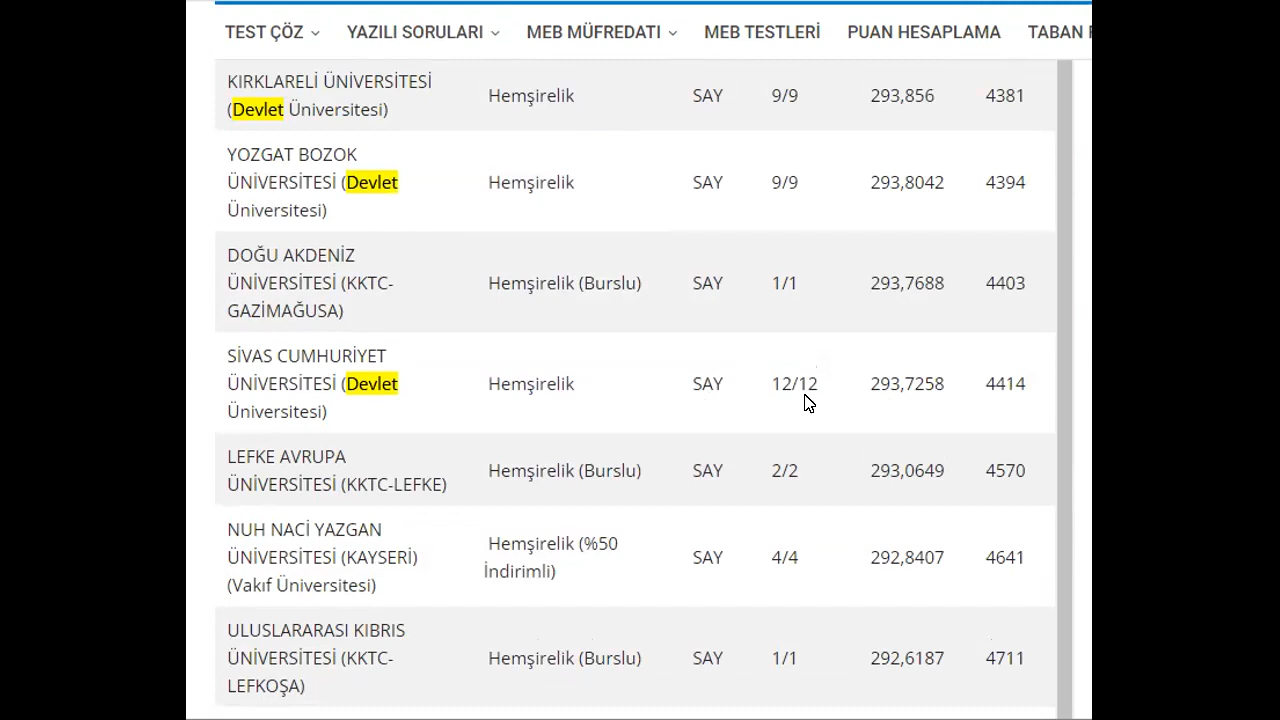 TEST ÇÖZ YAZILI SORULARI MEB MÜFREDATI MEB TESTLERİ PUAN HESAPLAMA TABAN
KIRKLARELİ ÜNİVERSİTESİ
(Devlet Üniversitesi) Hemşirelik SAY 9/9 293,856 4381
YOZGAT BOZOK
ÜNİVERSİTESİ (Devlet Hemşirelik SAY 9/9 293,8042 4394
Üniversitesi)
DOĞU AKDENİZ
ÜNİVERSİTESİ (KKTC- Hemşirelik (Burslu) SAY 1/1 293,7688 4403
GAZİMAĞUSA)
SİVAS CUMHURİYET
ÜNİVERSİTESİ (Devlet Hemşirelik SAY 12/12 293,7258 4414
Üniversitesi)
LEFKE AVRUPA
ÜNİVERSİTESİ (KKTC-LEFKE) Hemşirelik (Burslu) SAY 2/2 293,0649 4570
NUH NACİ YAZGAN
ÜNİVERSİTESİ (KAYSERİ)
(Vakıf Üniversitesi)
Hemşirelik (%50
İndirimli)
SAY 4/4 292,8407 4641
ULUSLARARASI KIBRIS
ÜNİVERSİTESİ (KKTC- Hemşirelik (Burslu) SAY 1/1 292,6187 4711
LEFKOŞA)